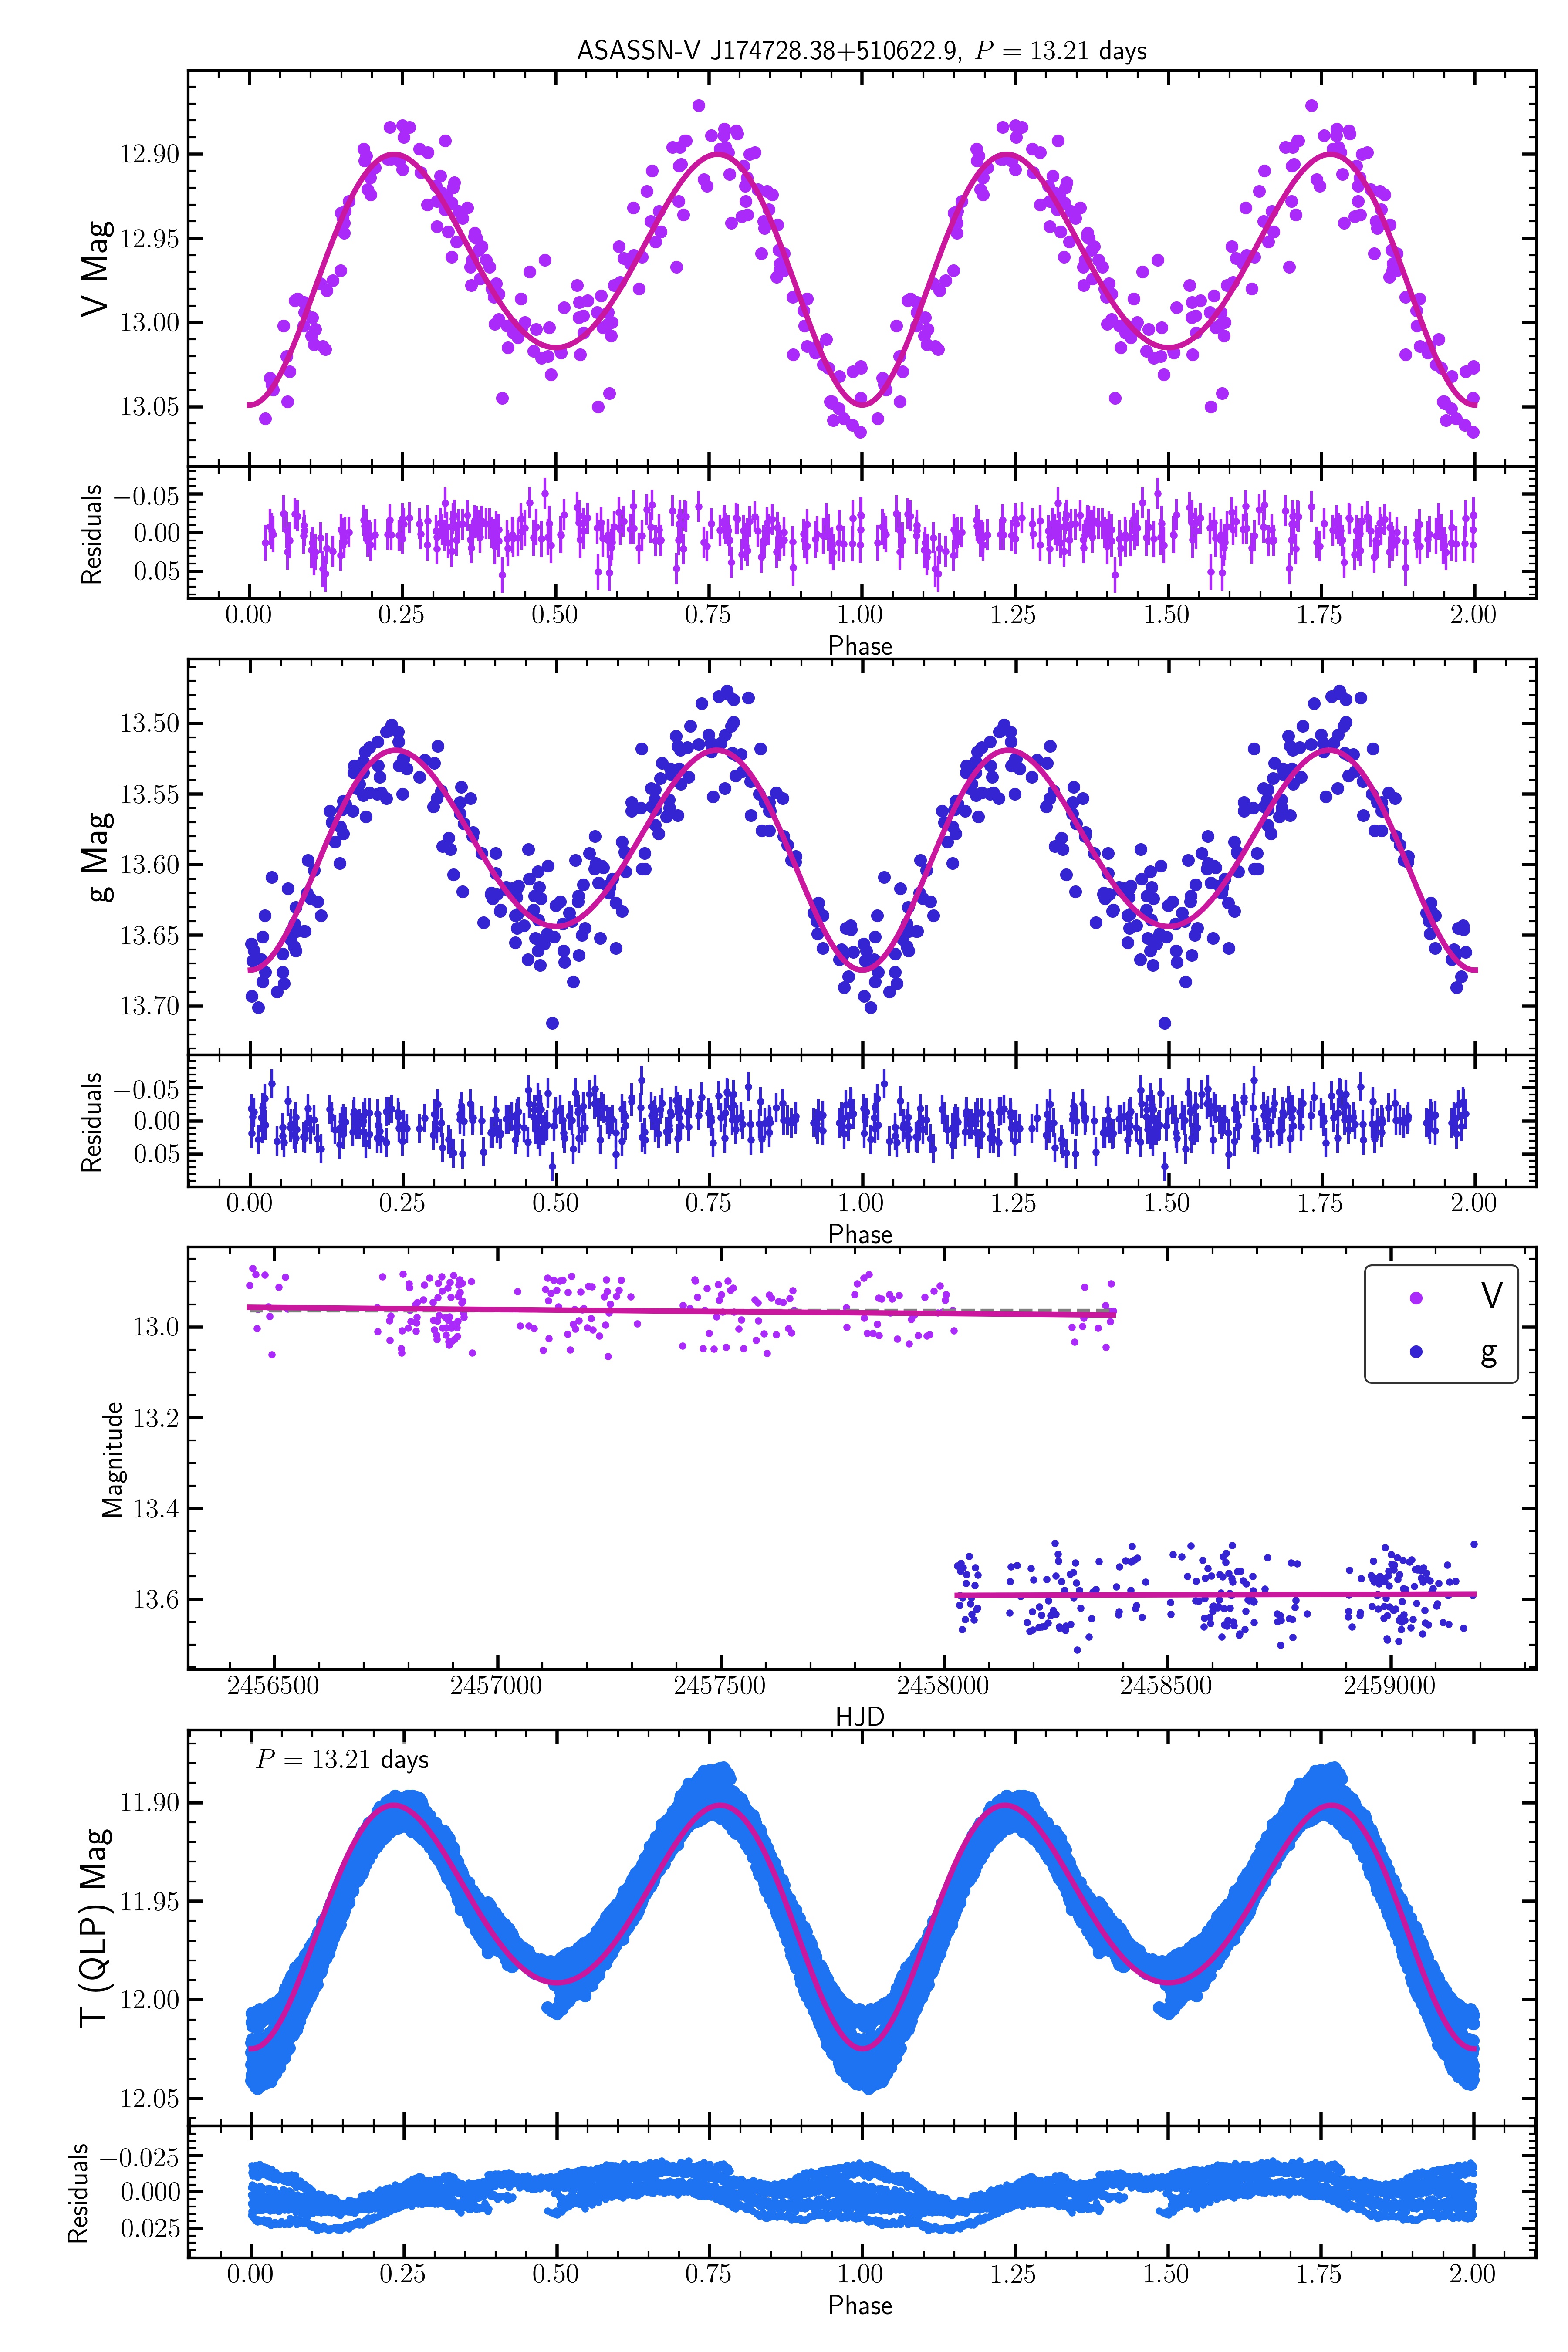 ASASSN-V J174728.38+510622.9, P = 13.21 days
V Mag
12.90
12.95
13.00
13.05
Residuals
−0.05
0.00
0.05
0.00 0.25 0.50 0.75 1.00 1.25 1.50 1.75 2.00
Phase
g Mag
13.50
13.55
13.60
13.65
13.70
Residuals
−0.05
0.00
0.05
0.00 0.25 0.50 0.75 1.00 1.25 1.50 1.75 2.00
Phase
Magnitude
13.0
13.2
13.4
13.6
V
g
2456500 2457000 2457500 2458000 2458500 2459000
HJD
P = 13.21 days
T (QLP) Mag
11.90
11.95
12.00
12.05
Residuals
−0.025
0.000
0.025
0.00 0.25 0.50 0.75 1.00 1.25 1.50 1.75 2.00
Phase